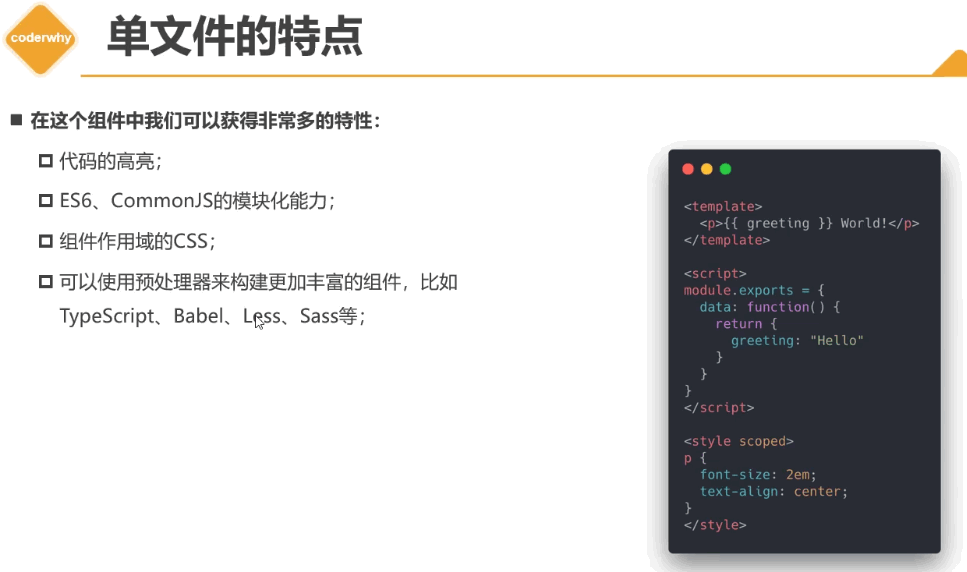 coderwhy
单文件的特点
在这个组件中我们可以获得非常多的特性：
代码的高亮；
ES6、CommonJS的模块化能力；
组件作用域的CSS；
可以使用预处理器来构建更加丰富的组件，比如
TypeScript、Babel、Less、Sass等；
<template>
  <p>{{ greeting }} World!</p>
</template>
<script>
module.exports = {
  data: function() {
    return {
      greeting: "Hello"
    }
  }
}
</script>
<style scoped>
p {
  font-size: 2em;
  text-align: center;
}
</style>